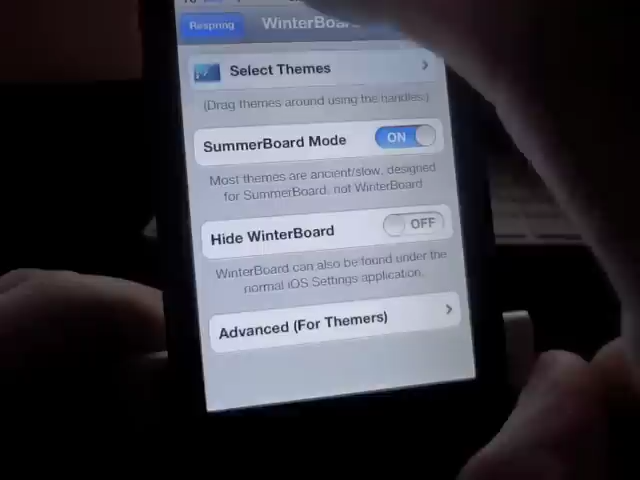 Respring
Select Themes
(Drag themes around using the handles.)
SummerBoard Mode
ON
Most themes are ancient/slow, designed
for SummerBoard, not WinterBoard
Hide WinterBoard
OFF
WinterBoard can also be found under the
normal iOS Settings application.
Advanced (For Themers)